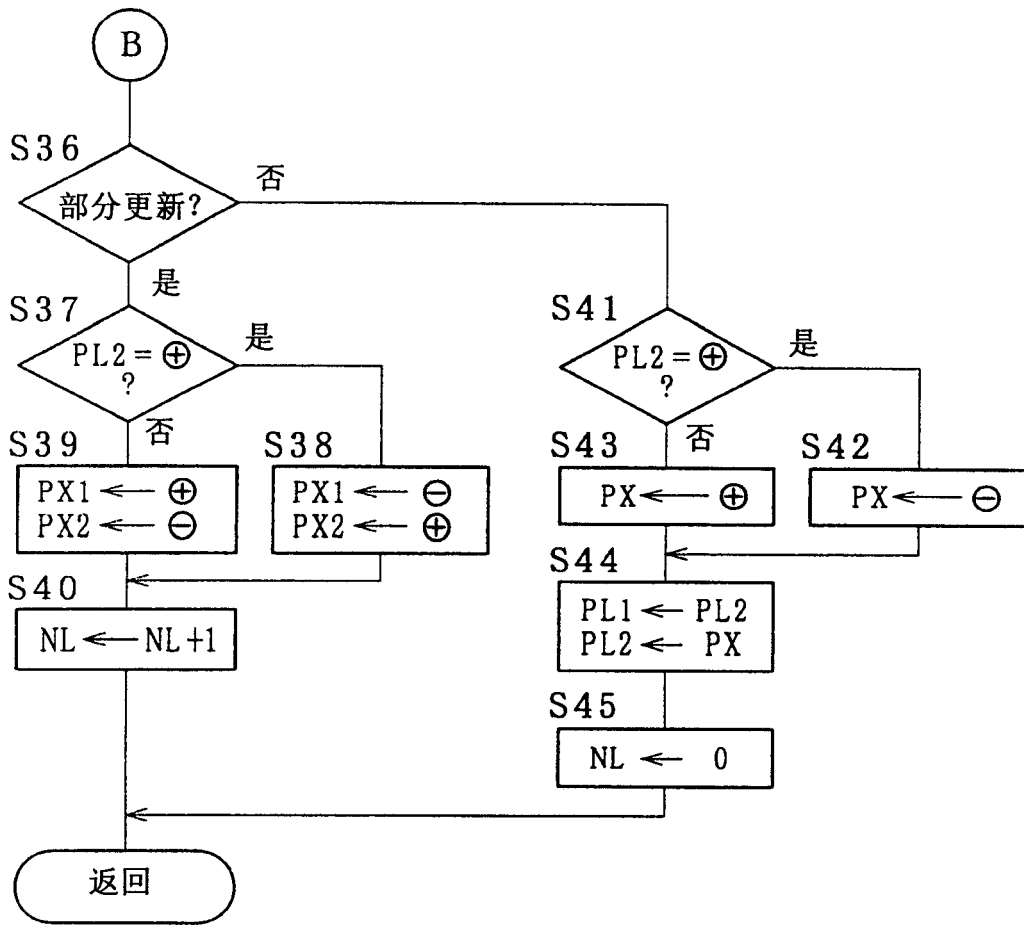 B
S36
部分更新?
否
是
S37
PL2=⊕
?
是
否
S39
PX1←⊕
PX2←⊖
S38
PX1←⊖
PX2←⊕
S40
NL←NL+1
S41
PL2=⊕
?
是
否
S43
PX←⊕
S42
PX←⊖
S44
PL1←PL2
PL2←PX
S45
NL←0
返回